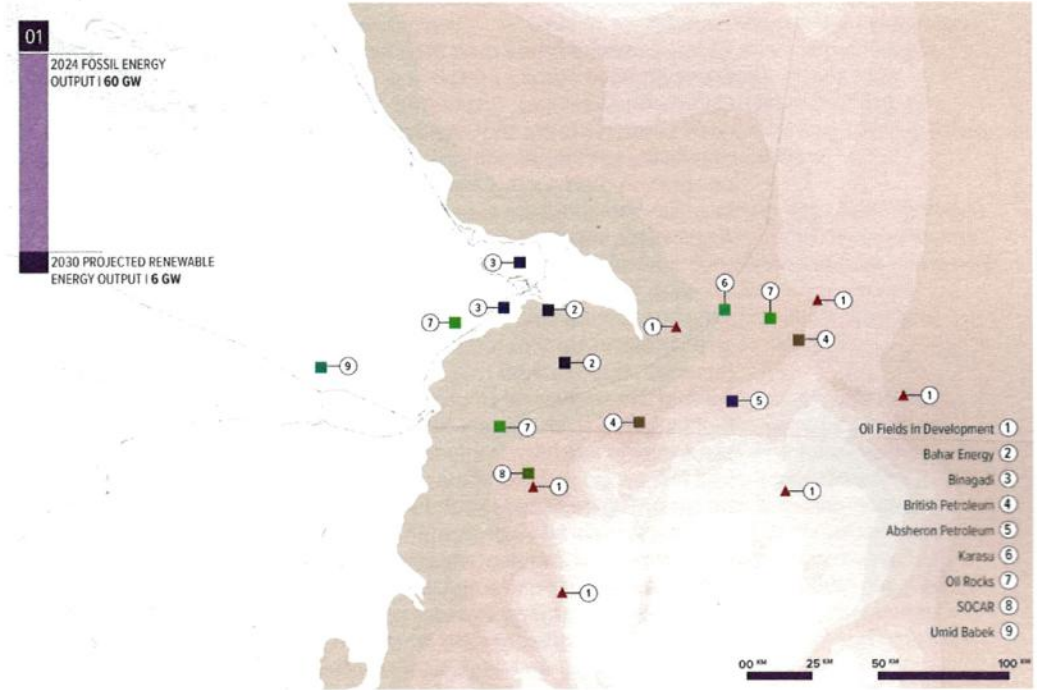 01
2024 FOSSIL ENERGY
OUTPUT | 60 GW
2030 PROJECTED RENEWABLE
ENERGY OUTPUT | 6 GW
3
3
2
7
9
2
7
8
1
1
4
1
6
7
1
4
5
1
1
Oil Fields In Development 1
Bahar Energy 2
Binagadi 3
British Petroleum 4
Absheron Petroleum 5
Karasu 6
Oil Rocks 7
SOCAR 8
Umid Babek 9
00 KM 25 KM 50 KM 100 KM